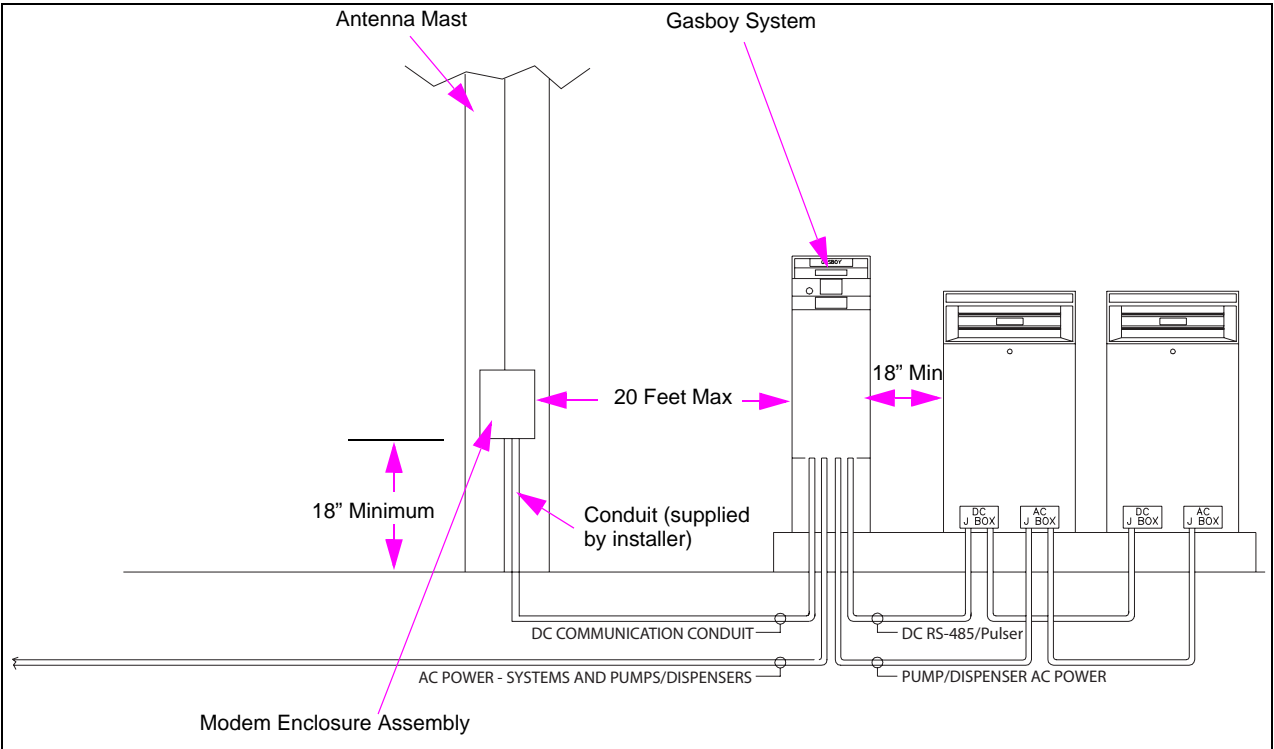 Antenna Mast
Gasboy System
GASBOY
18” Min
20 Feet Max
18” Minimum
Conduit (supplied
by installer)
DC
J BOX
AC
J BOX
DC
J BOX
AC
J BOX
DC COMMUNICATION CONDUIT
DC RS-485/Pulser
AC POWER - SYSTEMS AND PUMPS/DISPENSERS
PUMP/DISPENSER AC POWER
Modem Enclosure Assembly